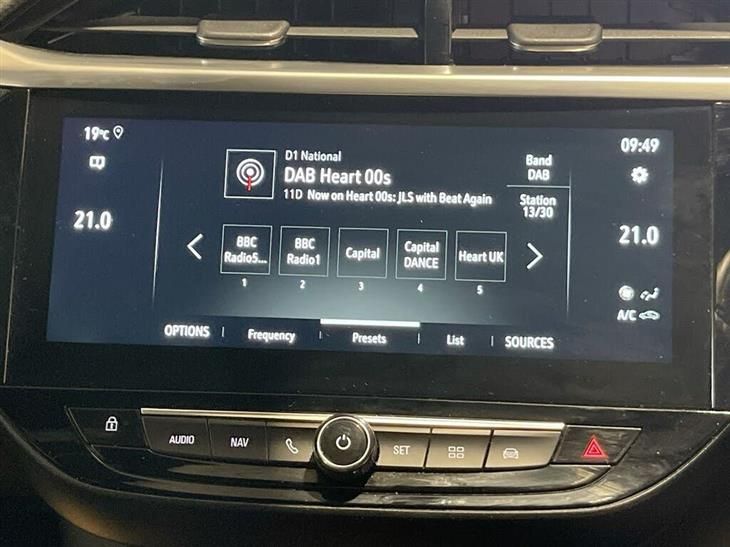 19°C
21.0
D1 National
DAB Heart 00s
11D Now on Heart 00s: JLS with Beat Again
Band
DAB
Station
13/30
09:49
21.0
A/C
BBC
Radio5...
1
BBC
Radio1
2
Capital
3
Capital
DANCE
4
Heart UK
5
OPTIONS
Frequency
Presets
List
SOURCES
AUDIO
NAV
SET